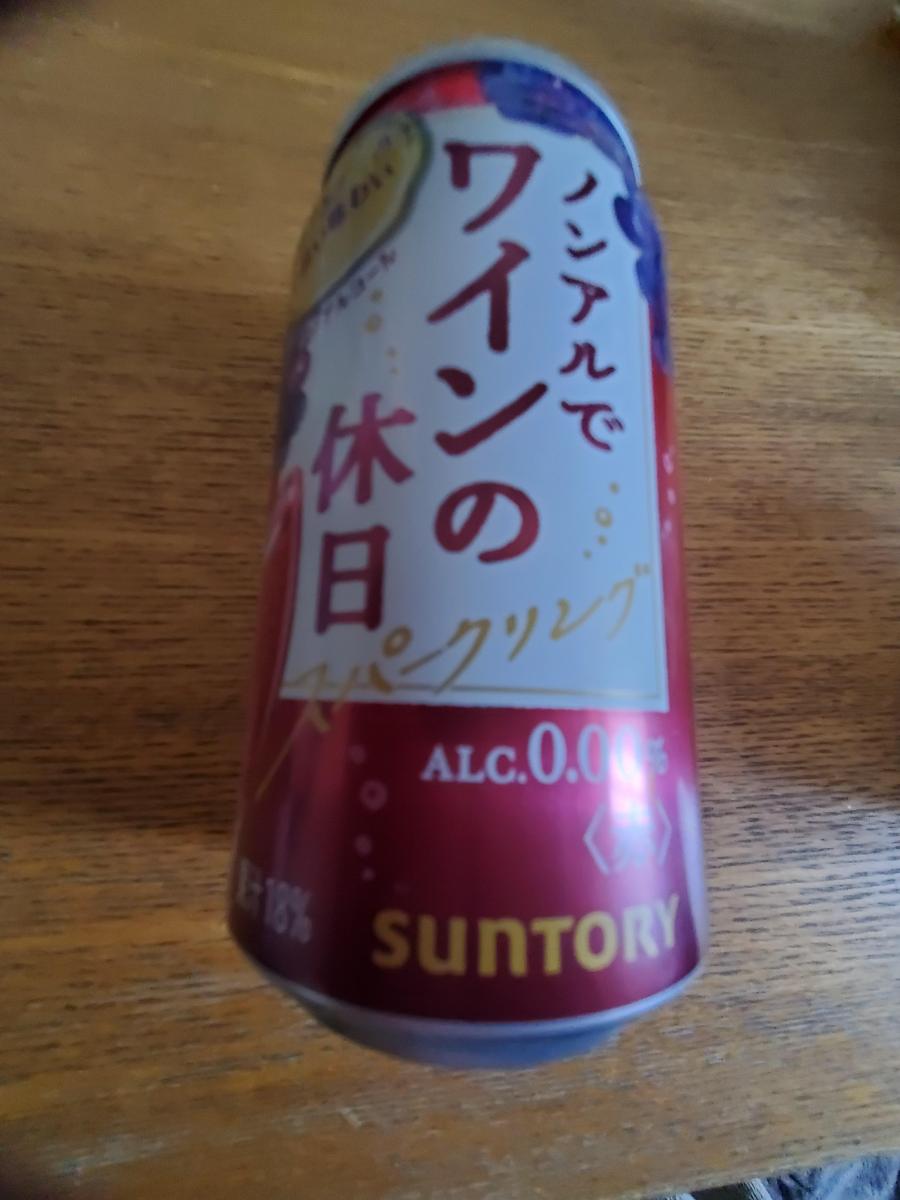 ノンアルで
ワインの
休日
スパークリング
ALC.0.00%
〈赤〉
果汁18%
SUNTORY